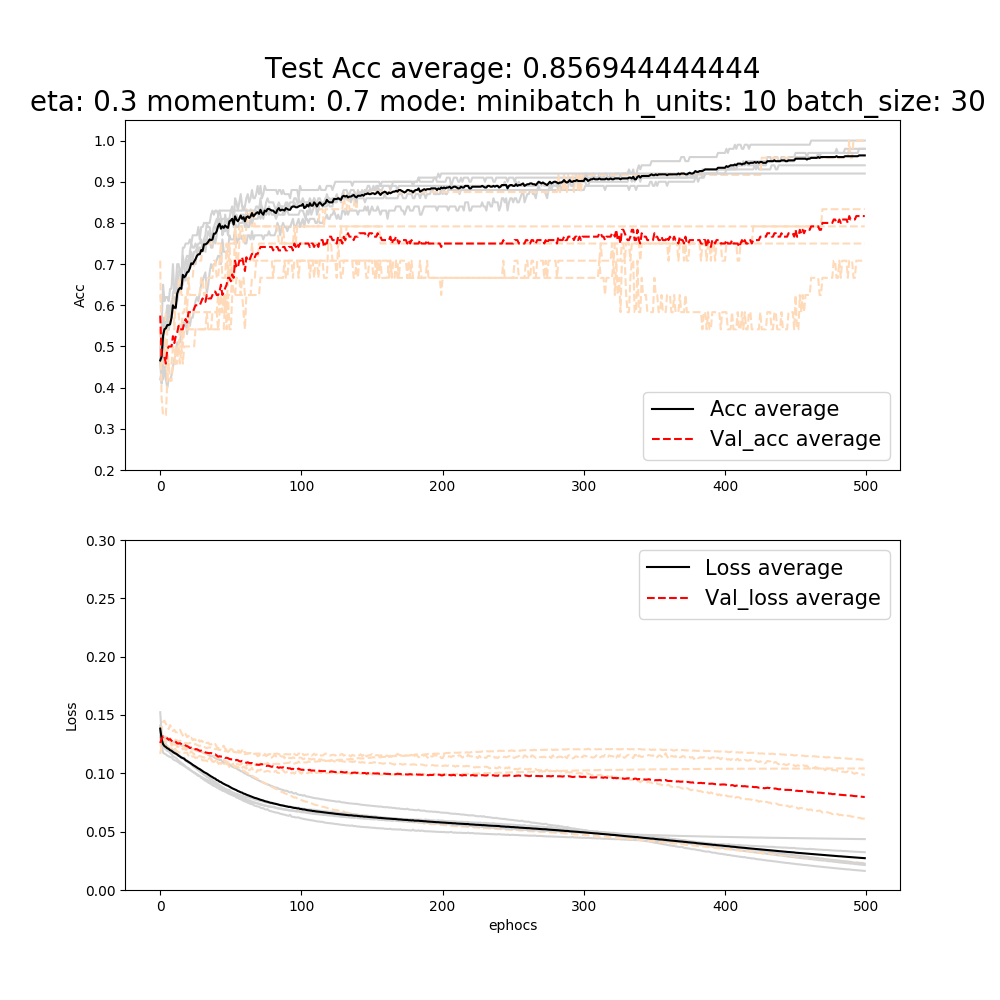 Test Acc average: 0.856944444444
eta: 0.3 momentum: 0.7 mode: minibatch h_units: 10 batch_size: 30
1.0
0.9
0.8
0.7
0.6
0.5
0.4
0.3
0.2
Acc
Acc average
Val_acc average
0 100 200 300 400 500
0.30
0.25
0.20
0.15
0.10
0.05
0.00
Loss
Loss average
Val_loss average
0 100 200 300 400 500
ephocs